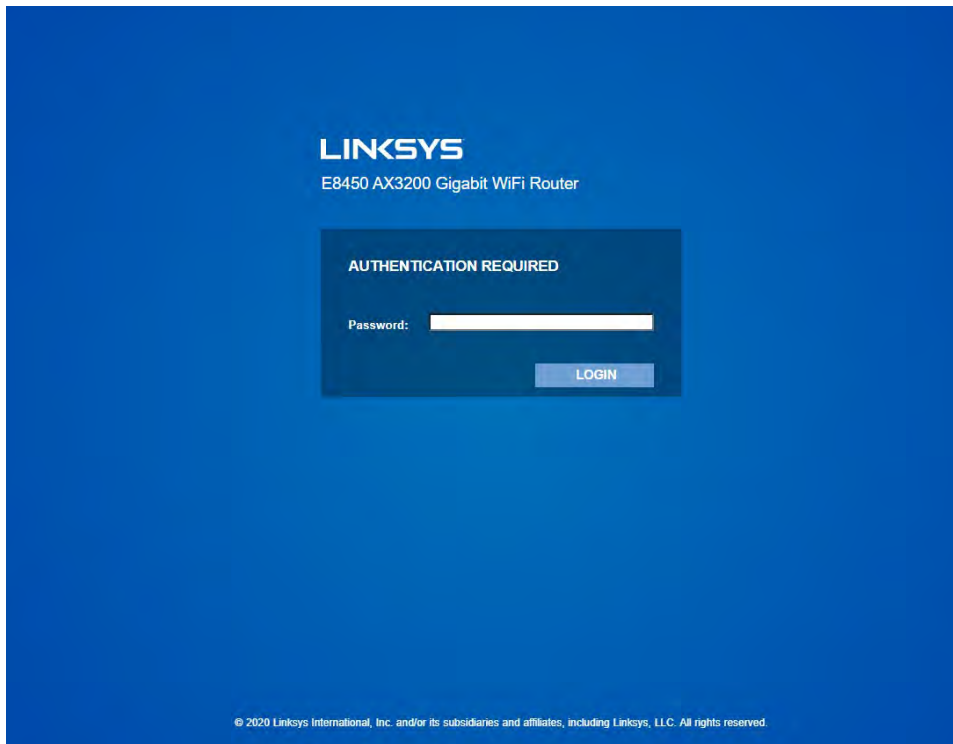 LINKSYS
E8450 AX3200 Gigabit WiFi Router
AUTHENTICATION REQUIRED
Password:
LOGIN
© 2020 Linksys International, Inc. and/or its subsidiaries and affiliates, including Linksys, LLC. All rights reserved.